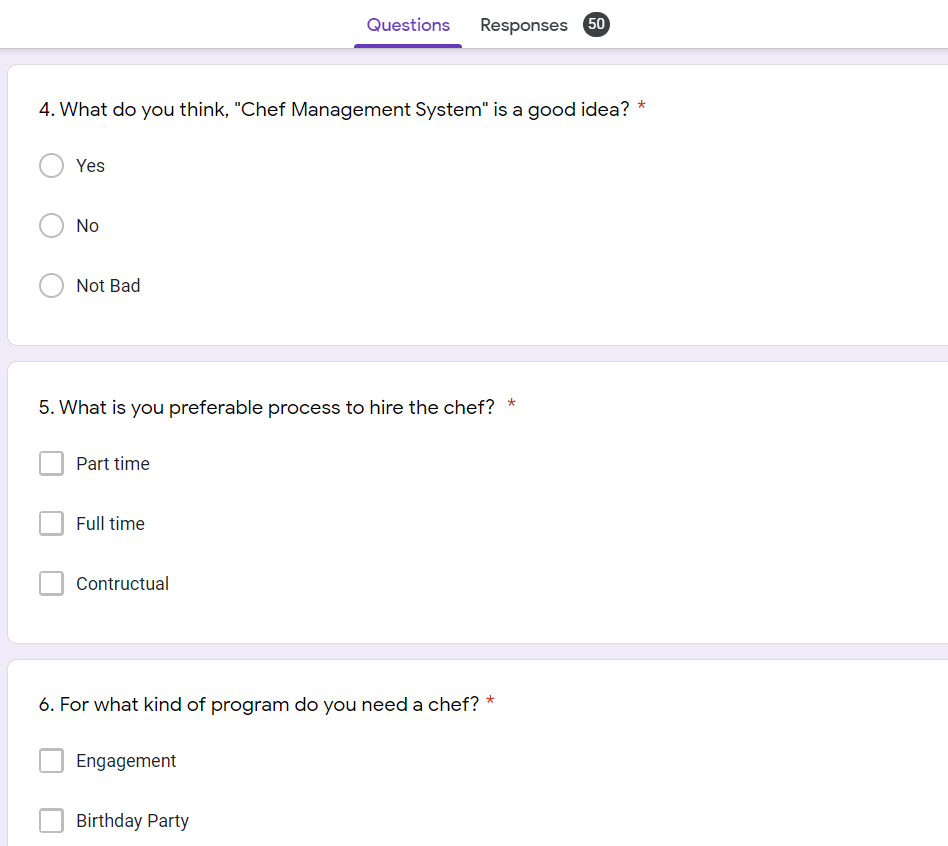 Questions Responses 50
4. What do you think, "Chef Management System" is a good idea? *
Yes
No
Not Bad
5. What is you preferable process to hire the chef? *
Part time
Full time
Contructual
6. For what kind of program do you need a chef? *
Engagement
Birthday Party